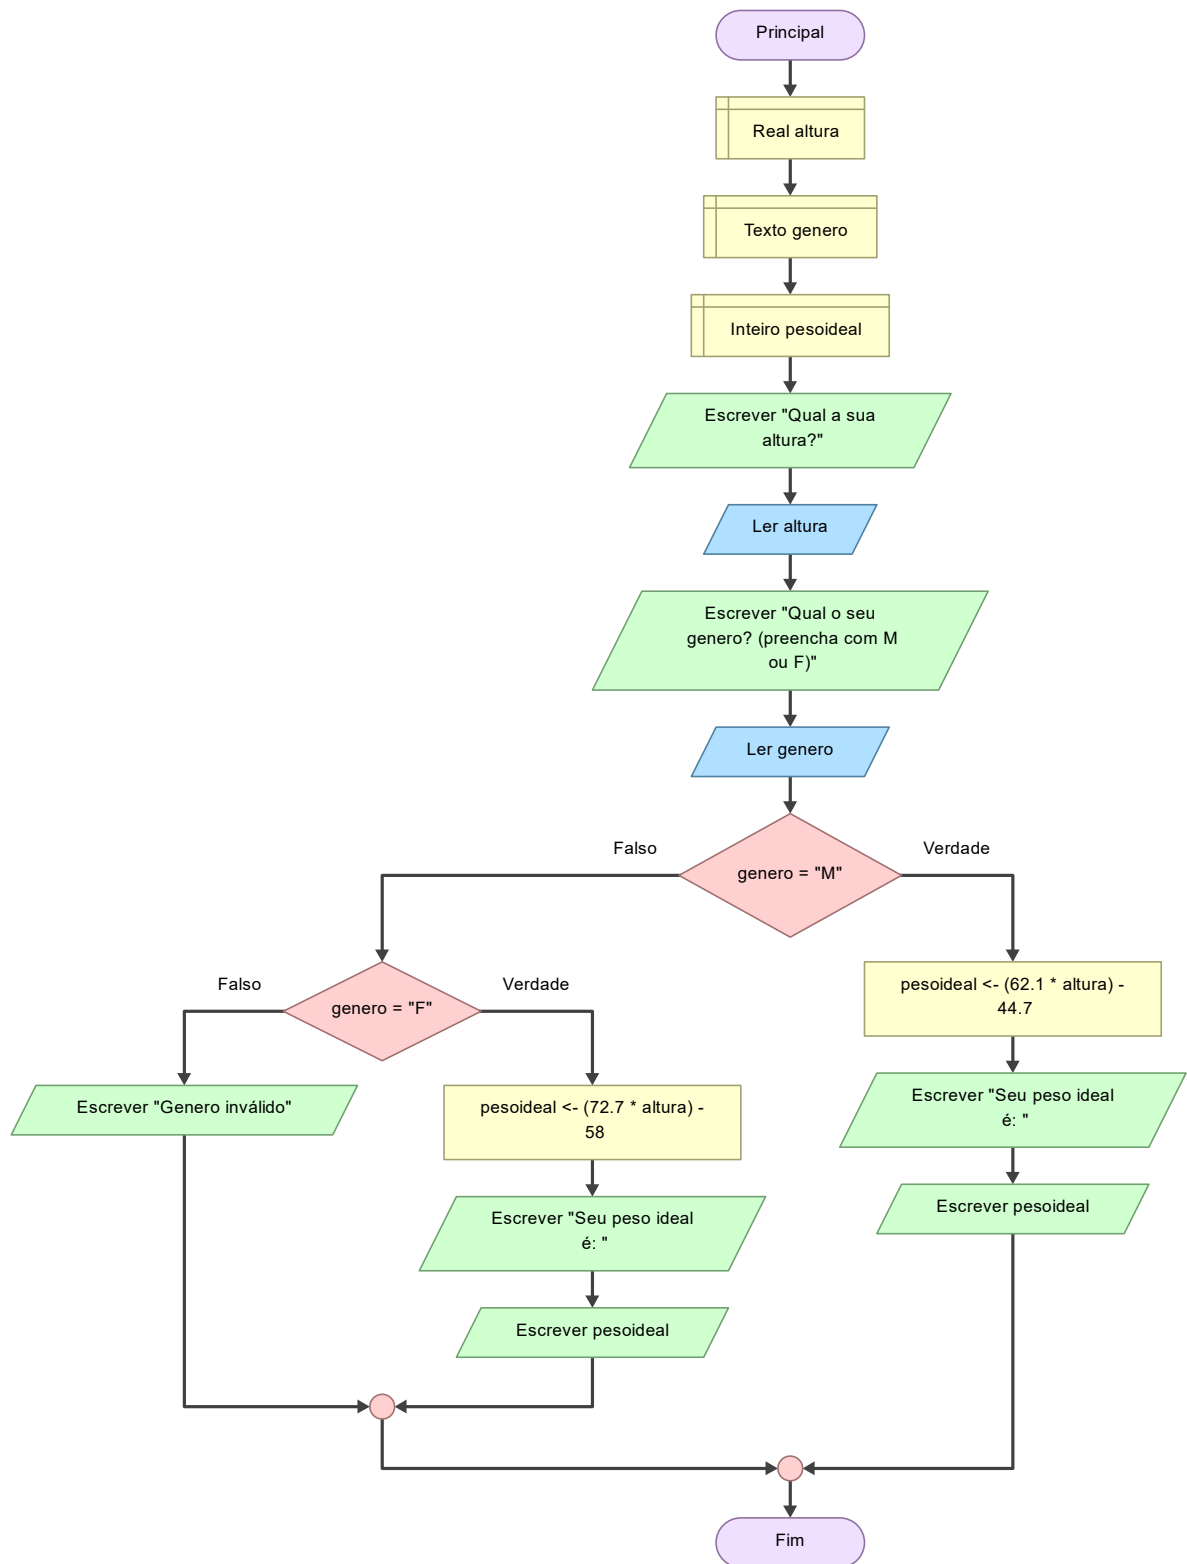 Principal
Real altura
Texto genero
Inteiro pesoideal
Escrever "Qual a sua
altura?"
Ler altura
Escrever "Qual o seu
genero? (preencha com M
ou F)"
Ler genero
Falso
genero = "M"
Verdade
Falso
genero = "F"
Verdade
Escrever "Genero inválido"
pesoideal <- (72.7 * altura) -
58
Escrever "Seu peso ideal
é: "
Escrever pesoideal
pesoideal <- (62.1 * altura) -
44.7
Escrever "Seu peso ideal
é: "
Escrever pesoideal
Fim